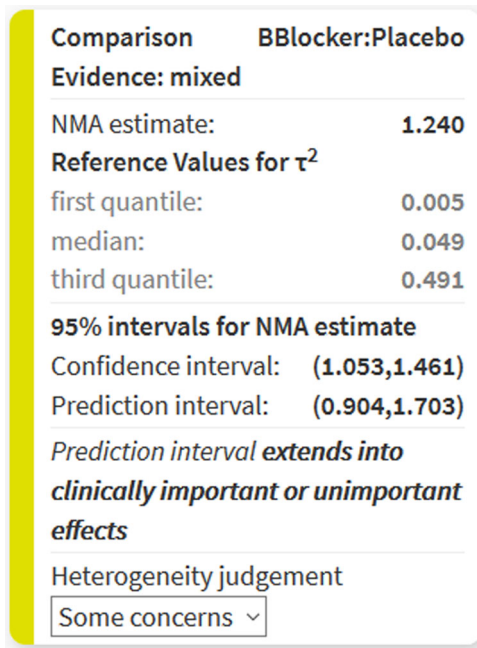 Comparison BBlocker:Placebo
Evidence: mixed
NMA estimate: 1.240
Reference Values for τ²
first quantile: 0.005
median: 0.049
third quantile: 0.491
95% intervals for NMA estimate
Confidence interval: (1.053,1.461)
Prediction interval: (0.904,1.703)
Prediction interval extends into
clinically important or unimportant
effects
Heterogeneity judgement
Some concerns